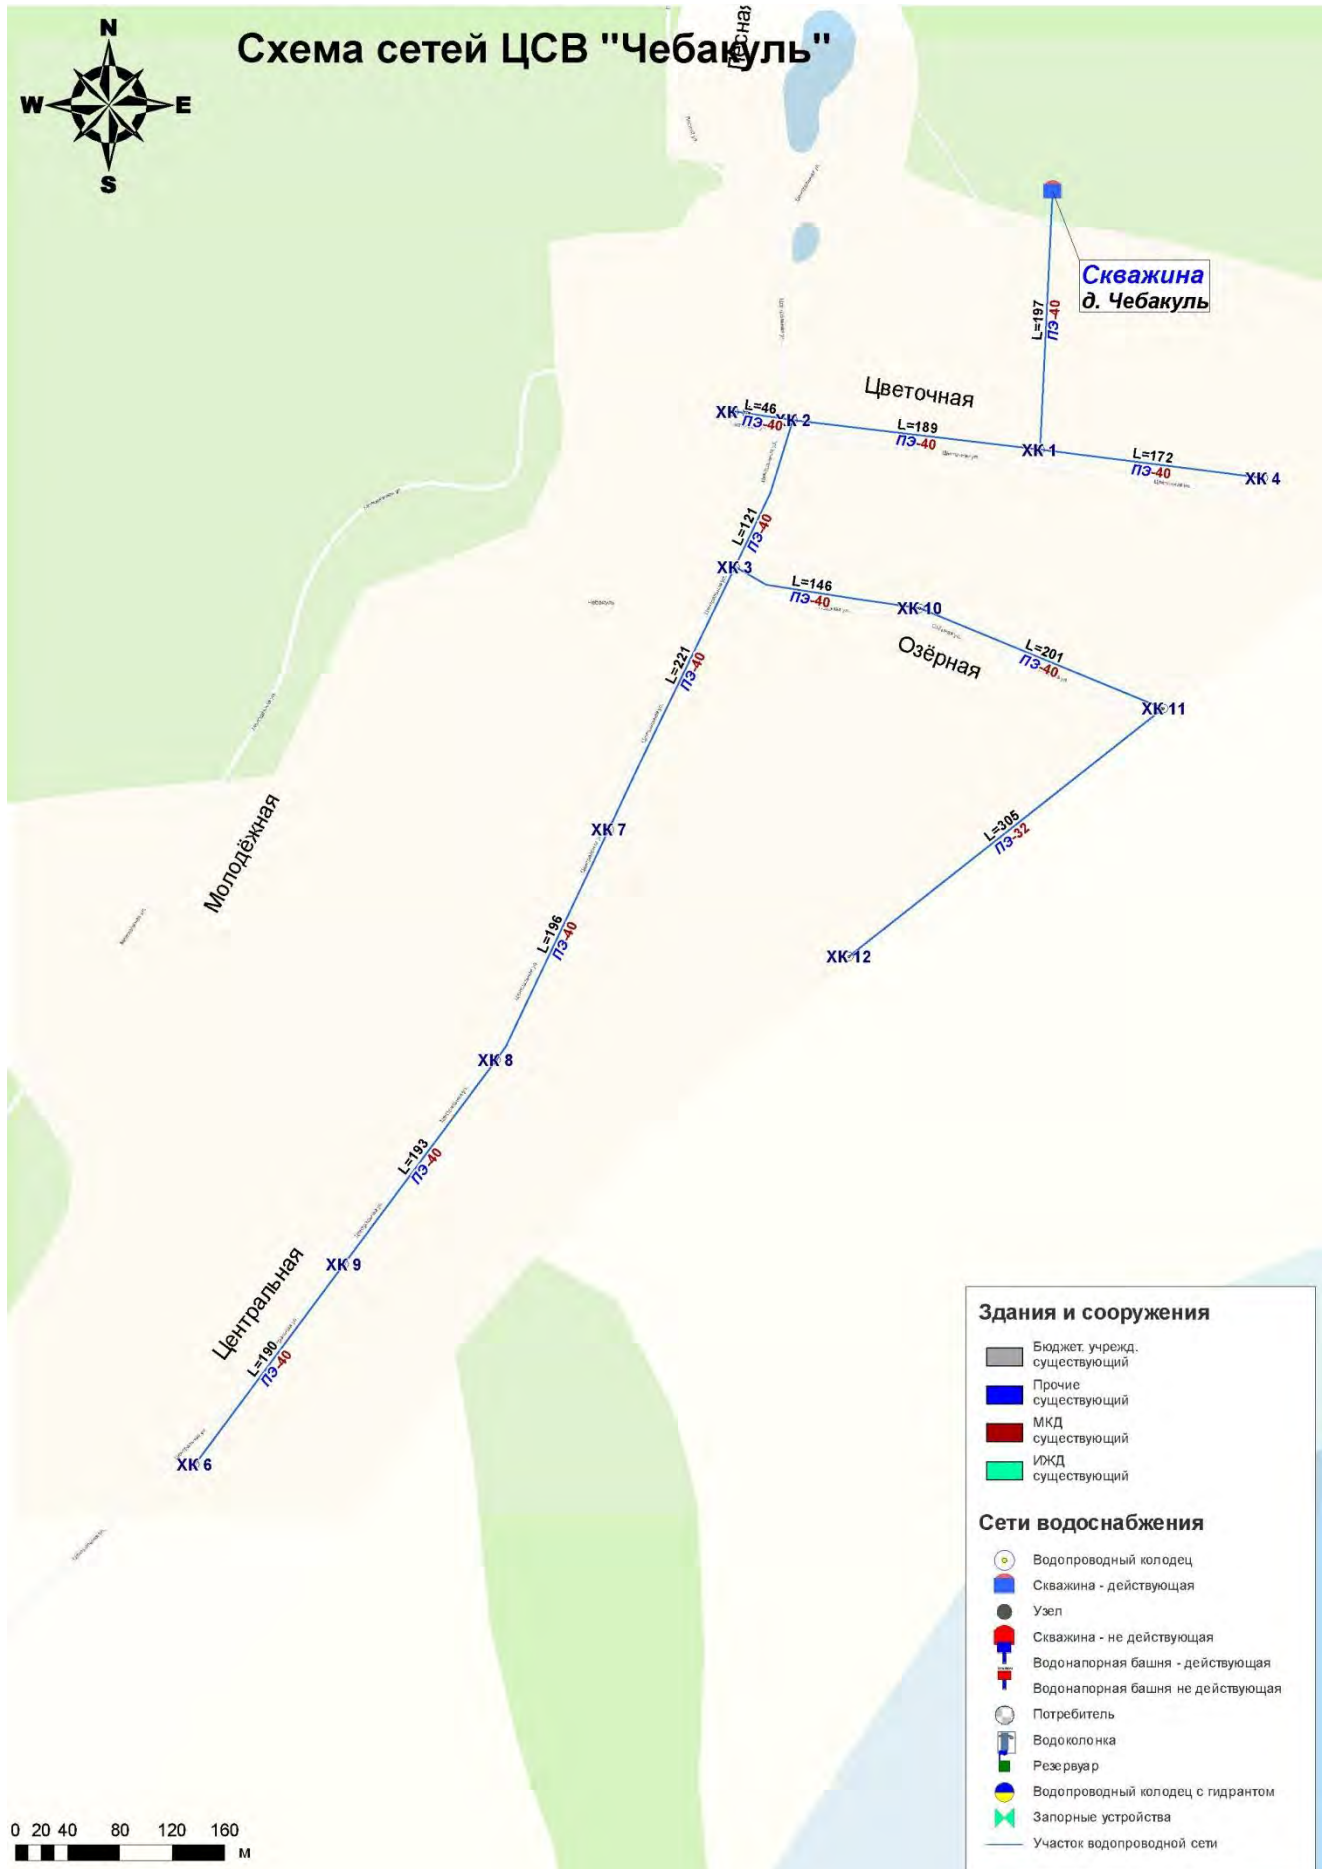 Схема сетей ЦСВ "Чебакуль"
N
W
E
S
Лесная
Скважина
д. Чебакуль
L=197
ПЭ-40
Цветочная
ХК
L=46
ПЭ-40
ХК 2
L=189
ПЭ-40
ХК 1
L=172
ПЭ-40
ХК 4
L=121
ПЭ-40
ХК 3
L=146
ПЭ-40
ХК 10
Чебакуль
Озёрная
L=201
ПЭ-40
L=221
ПЭ-40
ХК 11
Молодёжная
ХК 7
L=305
ПЭ-32
L=196
ПЭ-40
ХК 12
ХК 8
L=193
ПЭ-40
Центральная
ХК 9
L=190
ПЭ-40
ХК 6
Здания и сооружения
Бюджет. учрежд.
существующий
Прочие
существующий
МКД
существующий
ИЖД
существующий
Сети водоснабжения
Водопроводный колодец
Скважина - действующая
Узел
Скважина - не действующая
Водонапорная башня - действующая
Водонапорная башня не действующая
Потребитель
Водоколонка
Резервуар
Водопроводный колодец с гидрантом
Запорные устройства
Участок водопроводной сети
0 20 40 80 120 160
м